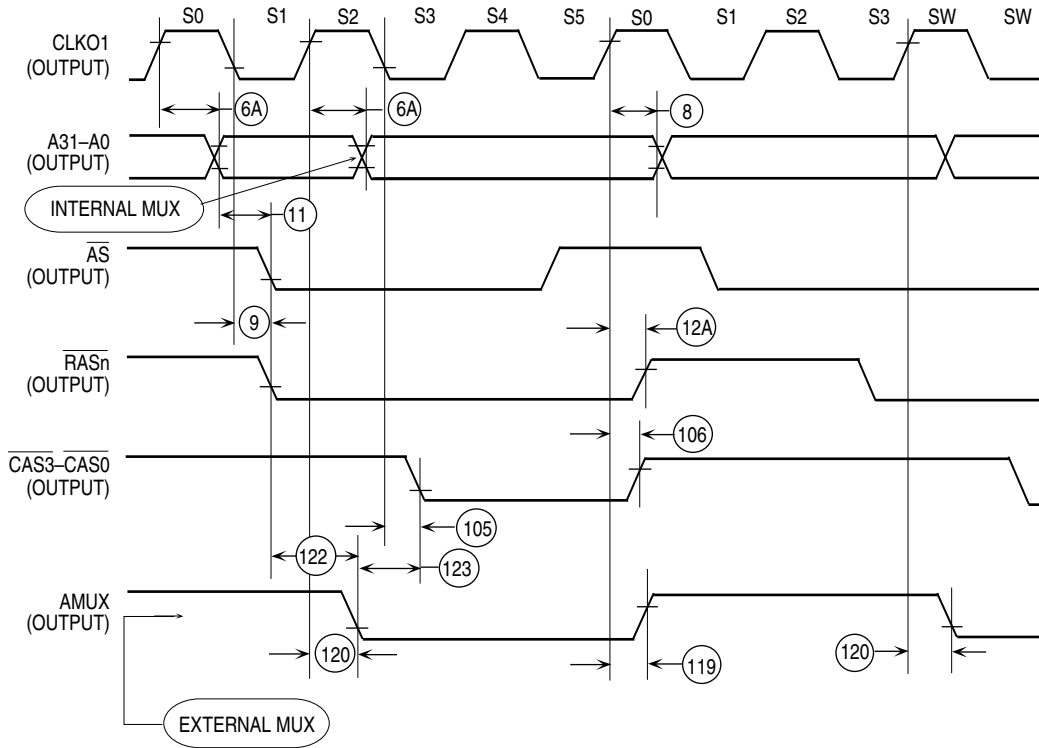 S0 S1 S2 S3 S4 S5 S0 S1 S2 S3 SW SW
CLKO1
(OUTPUT)
6A 6A 8
A31–A0
(OUTPUT)
INTERNAL MUX
11
AS
(OUTPUT)
9 12A
RASn
(OUTPUT)
106
CAS3–CAS0
(OUTPUT)
105
122 123
AMUX
(OUTPUT)
120 119 120
EXTERNAL MUX